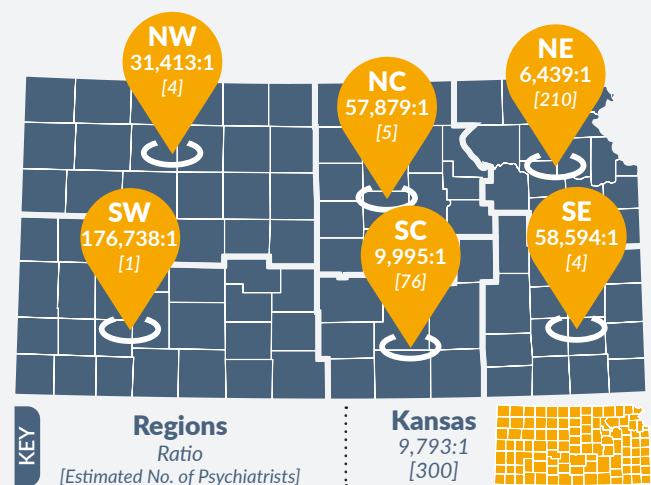 NW
31,413:1
[4]
NC
57,879:1
[5]
NE
6,439:1
[210]
SW
176,738:1
[1]
SC
9,995:1
[76]
SE
58,594:1
[4]
KEY
Regions
Ratio
[Estimated No. of Psychiatrists]
Kansas
9,793:1
[300]